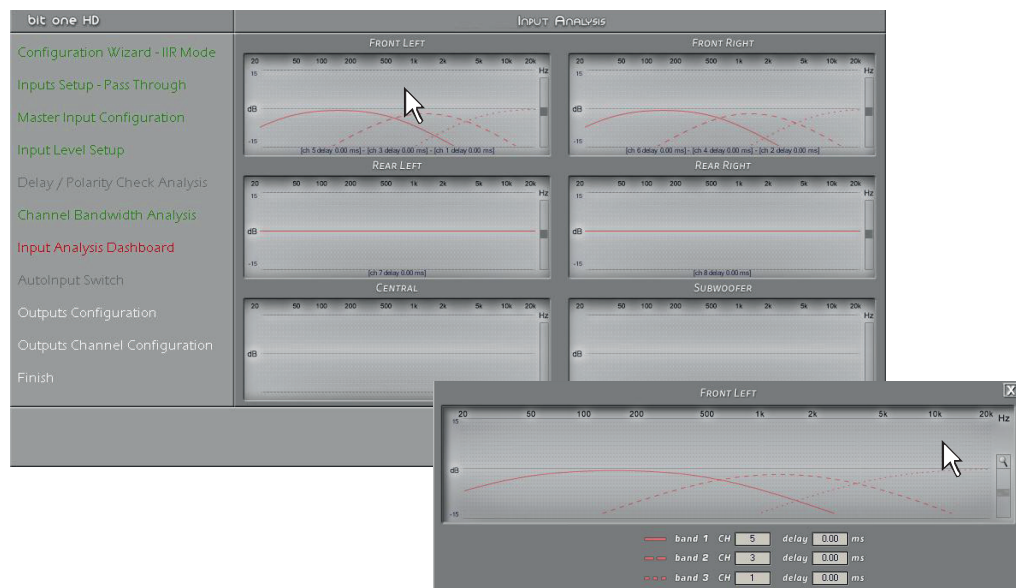 bit one HD
Input Analysis
Configuration Wizard - IIR Mode
Inputs Setup - Pass Through
Master Input Configuration
Input Level Setup
Delay / Polarity Check Analysis
Channel Bandwidth Analysis
Input Analysis Dashboard
AutoInput Switch
Outputs Configuration
Outputs Channel Configuration
Finish
Front Left
20 50 100 200 500 1k 2k 5k 10k 20k Hz
15
dB
-15
[ch 5 delay 0.00 ms] - [ch 3 delay 0.00 ms] - [ch 1 delay 0.00 ms]
Front Right
20 50 100 200 500 1k 2k 5k 10k 20k Hz
15
dB
-15
[ch 6 delay 0.00 ms] - [ch 4 delay 0.00 ms] - [ch 2 delay 0.00 ms]
Rear Left
20 50 100 200 500 1k 2k 5k 10k 20k Hz
15
dB
-15
[ch 7 delay 0.00 ms]
Rear Right
20 50 100 200 500 1k 2k 5k 10k 20k Hz
15
dB
-15
[ch 8 delay 0.00 ms]
Central
20 50 100 200 500 1k 2k 5k 10k 20k Hz
dB
Subwoofer
20 50 100 200 500 1k 2k 5k 10k 20k Hz
dB
Front Left
X
20 50 100 200 500 1k 2k 5k 10k 20k Hz
15
dB
-15
band 1 CH 5 delay 0.00 ms
band 2 CH 3 delay 0.00 ms
band 3 CH 1 delay 0.00 ms